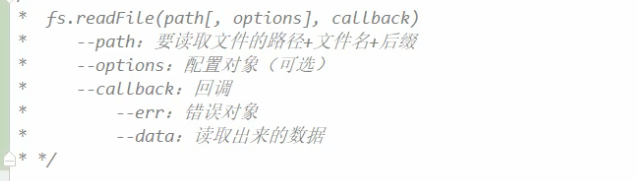 *  fs.readFile(path[, options], callback)
*     --path：要读取文件的路径+文件名+后缀
*     --options：配置对象（可选）
*     --callback：回调
*         --err：错误对象
*         --data：读取出来的数据
* */